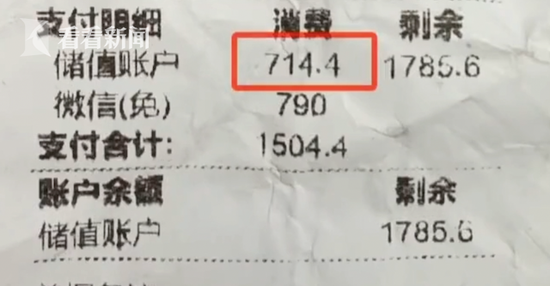 支付明细 消费 剩余
看看新闻
储值账户 714.4 1785.6
微信(免) 790
支付合计: 1504.4
账户余额 剩余
储值账户 1785.6